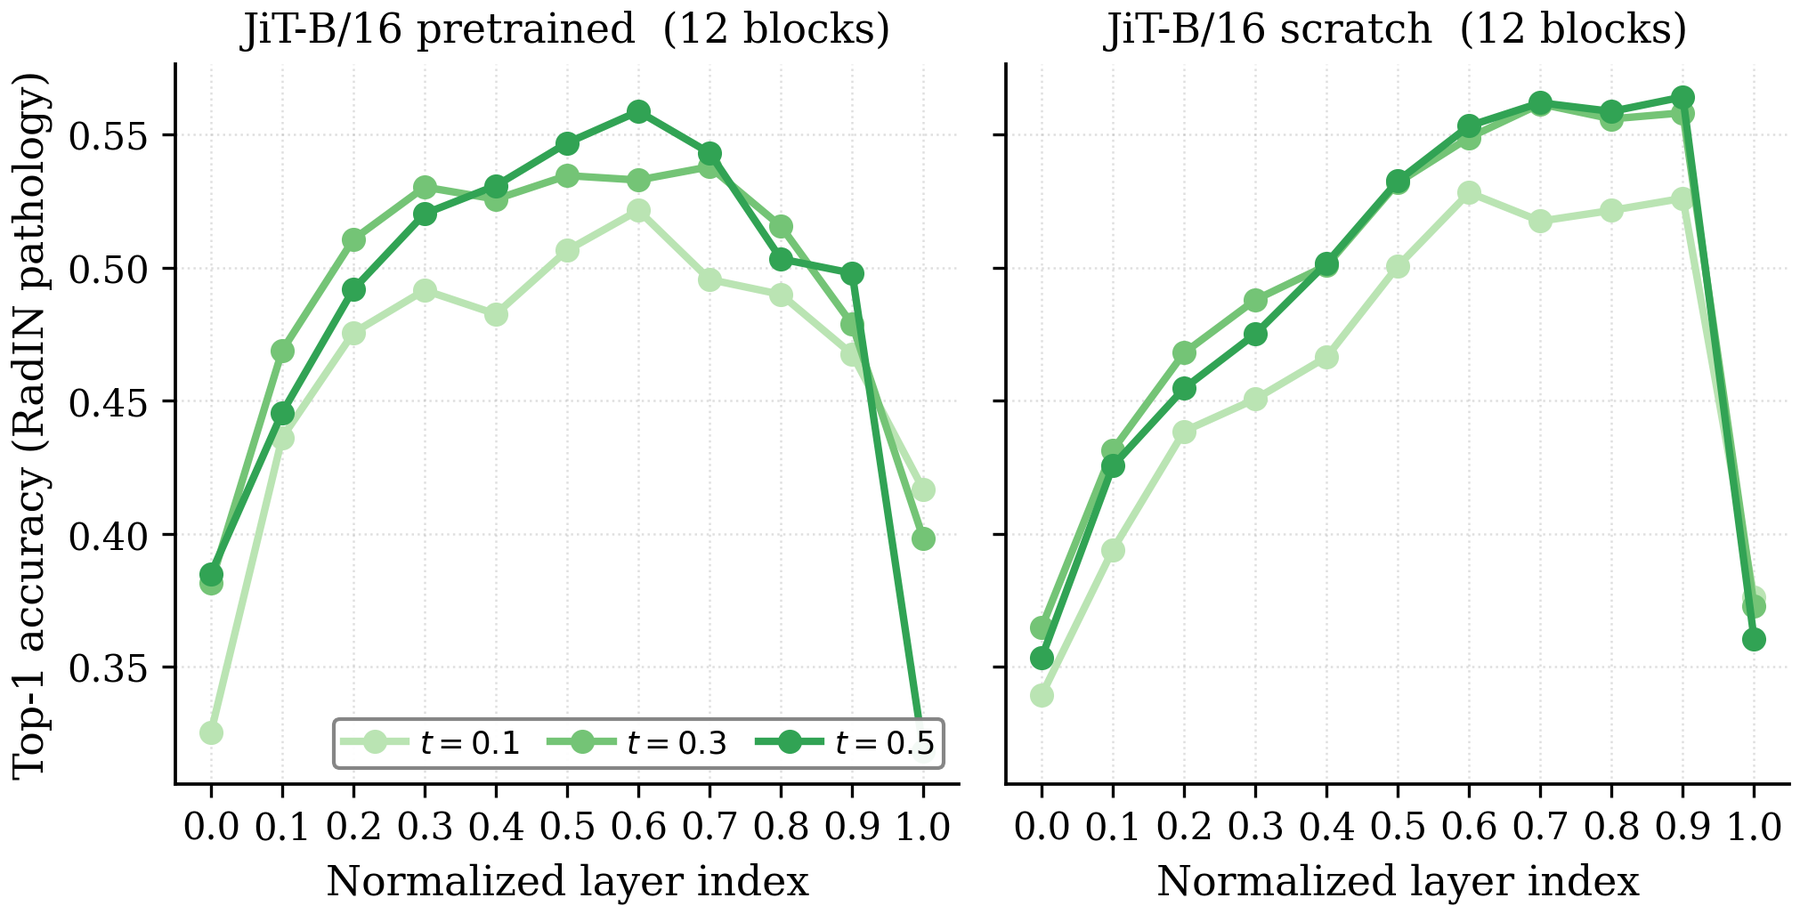 JiT-B/16 pretrained (12 blocks)
JiT-B/16 scratch (12 blocks)
Top-1 accuracy (RadIN pathology)
0.55
0.50
0.45
0.40
0.35
t = 0.1
t = 0.3
t = 0.5
0.0 0.1 0.2 0.3 0.4 0.5 0.6 0.7 0.8 0.9 1.0
0.0 0.1 0.2 0.3 0.4 0.5 0.6 0.7 0.8 0.9 1.0
Normalized layer index
Normalized layer index